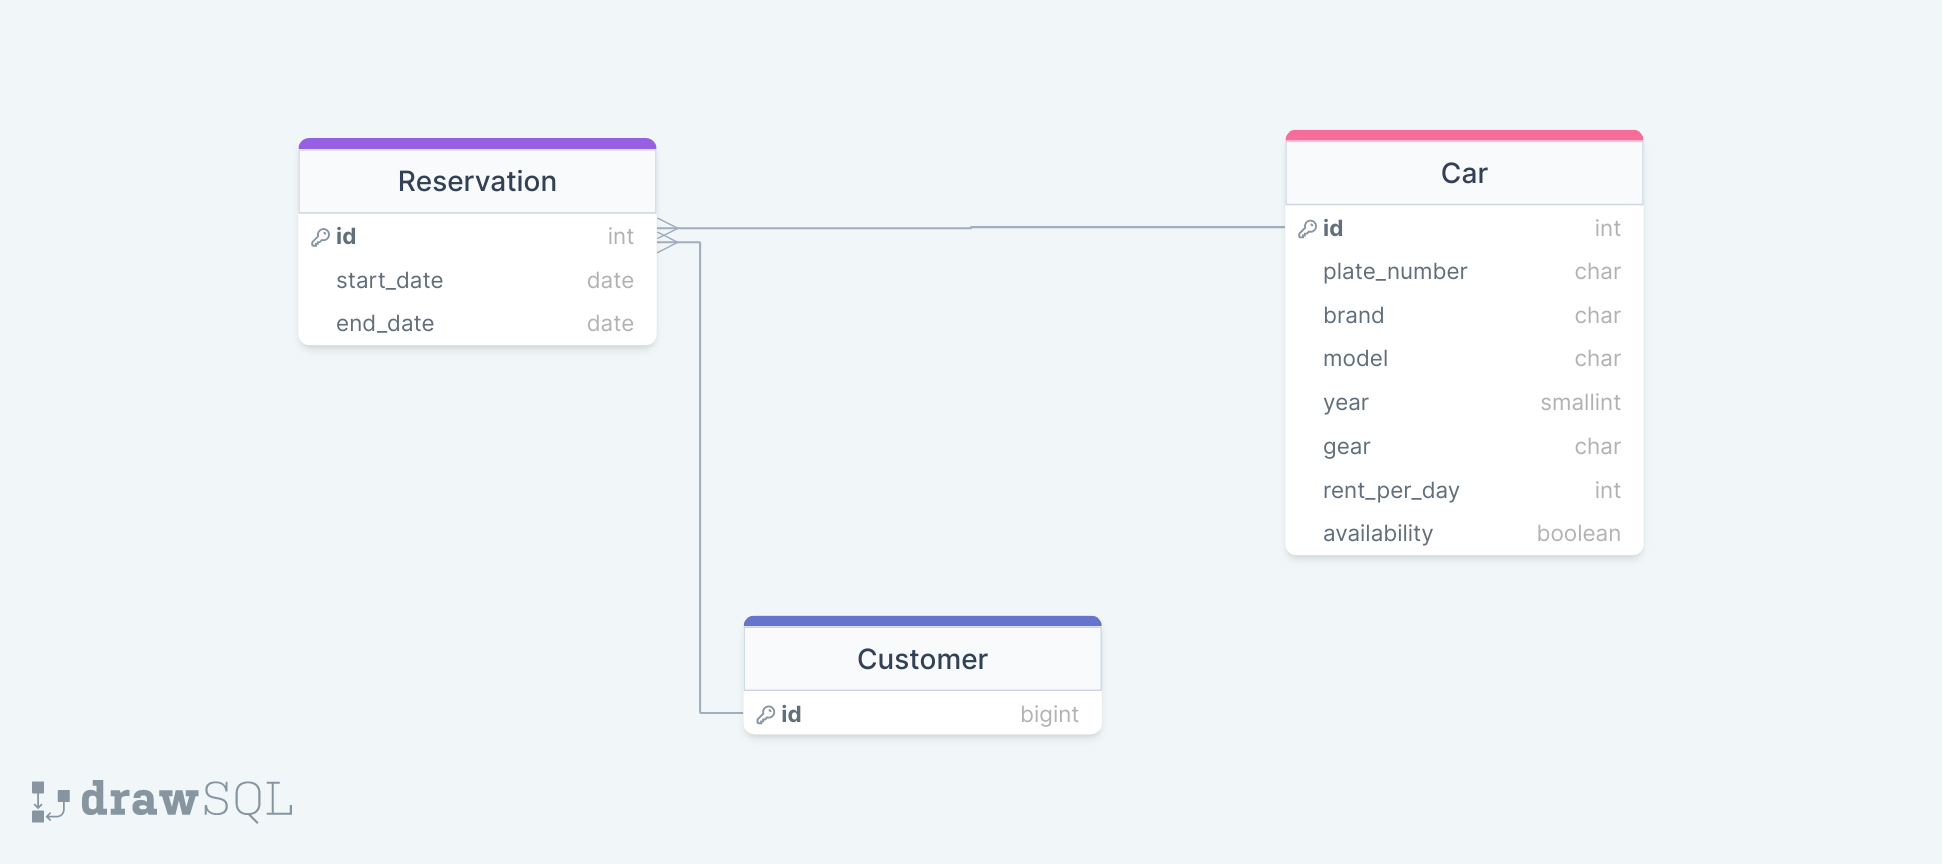 Reservation
id int
start_date date
end_date date
Car
id int
plate_number char
brand char
model char
year smallint
gear char
rent_per_day int
availability boolean
Customer
id bigint
drawSQL